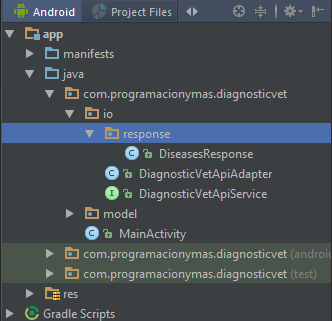 Android Project Files
app
manifests
java
com.programacionymas.diagnosticvet
io
response
DiseasesResponse
DiagnosticVetApiAdapter
DiagnosticVetApiService
model
MainActivity
com.programacionymas.diagnosticvet (android
com.programacionymas.diagnosticvet (test)
res
Gradle Scripts